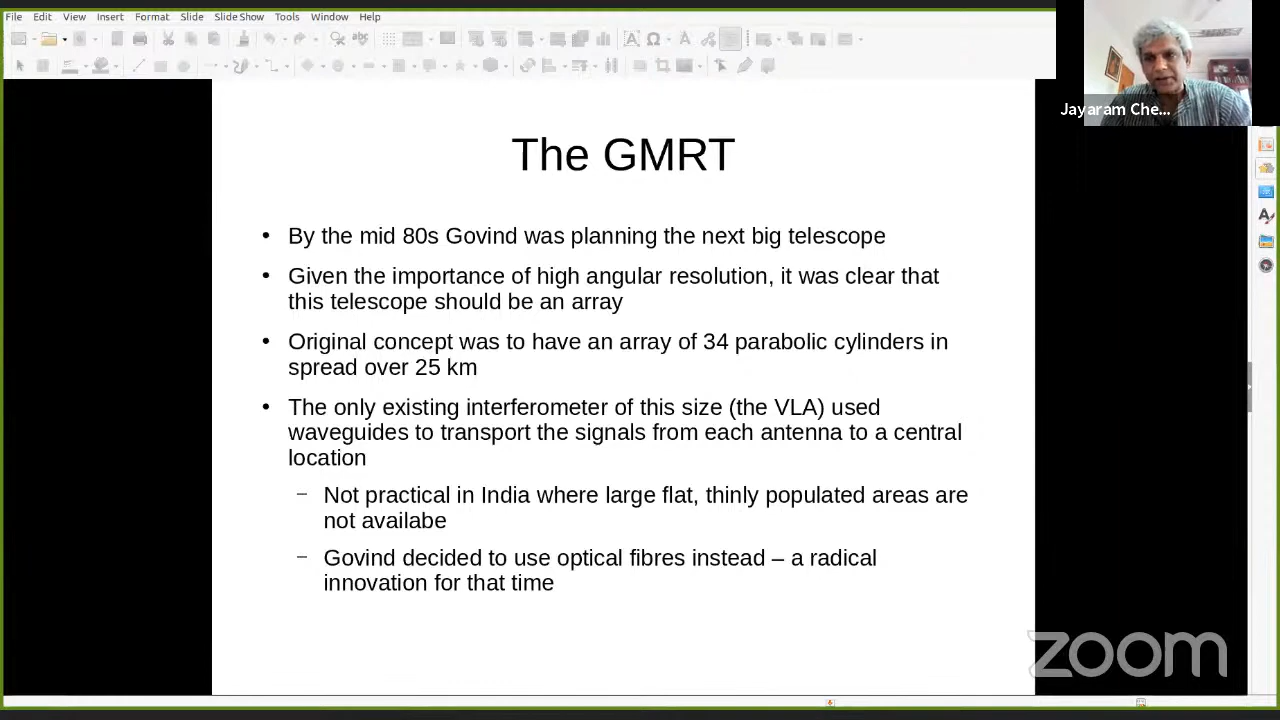 File Edit View Insert Format Slide Slide Show Tools Window Help
Jayaram Che...
The GMRT
• By the mid 80s Govind was planning the next big telescope
• Given the importance of high angular resolution, it was clear that
this telescope should be an array
• Original concept was to have an array of 34 parabolic cylinders in
spread over 25 km
• The only existing interferometer of this size (the VLA) used
waveguides to transport the signals from each antenna to a central
location
– Not practical in India where large flat, thinly populated areas are
not availabe
– Govind decided to use optical fibres instead – a radical
innovation for that time
zoom